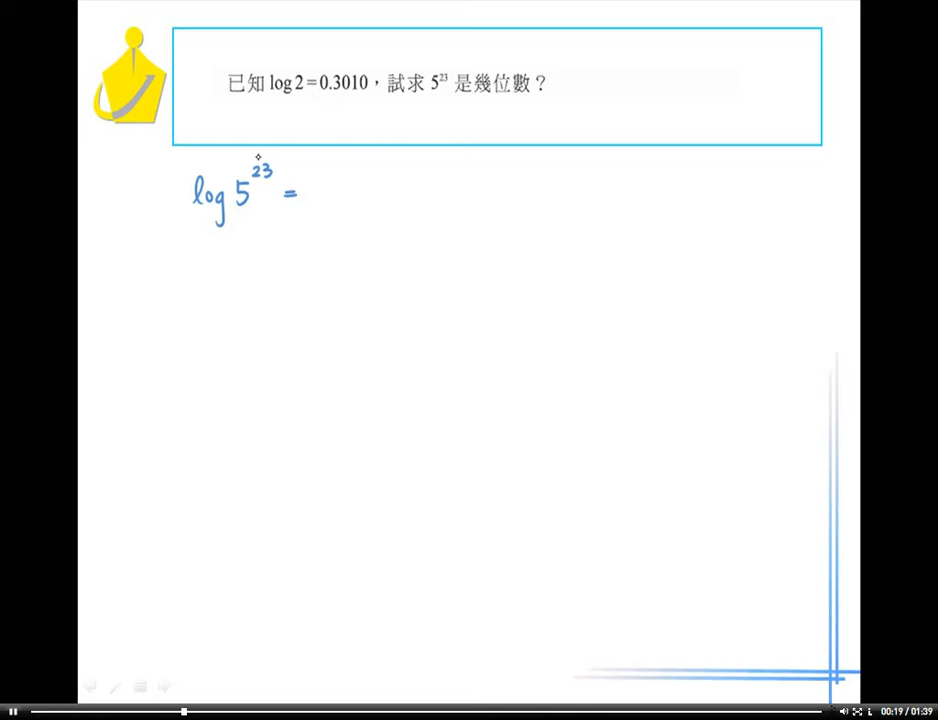 已知 log 2 = 0.3010，試求 5²³ 是幾位數？
log 5²³ =
00:19 / 01:39